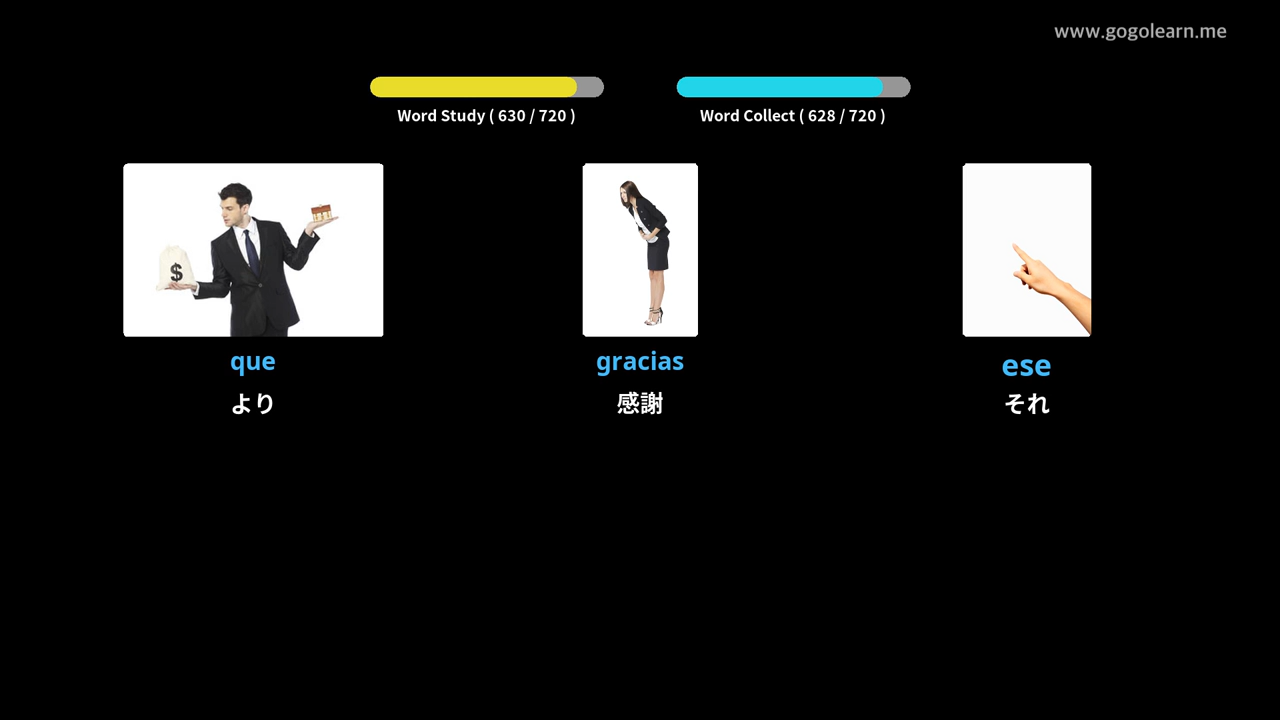 www.gogolearn.me
Word Study ( 630 / 720 )
Word Collect ( 628 / 720 )
$
que
gracias
ese
より
感謝
それ